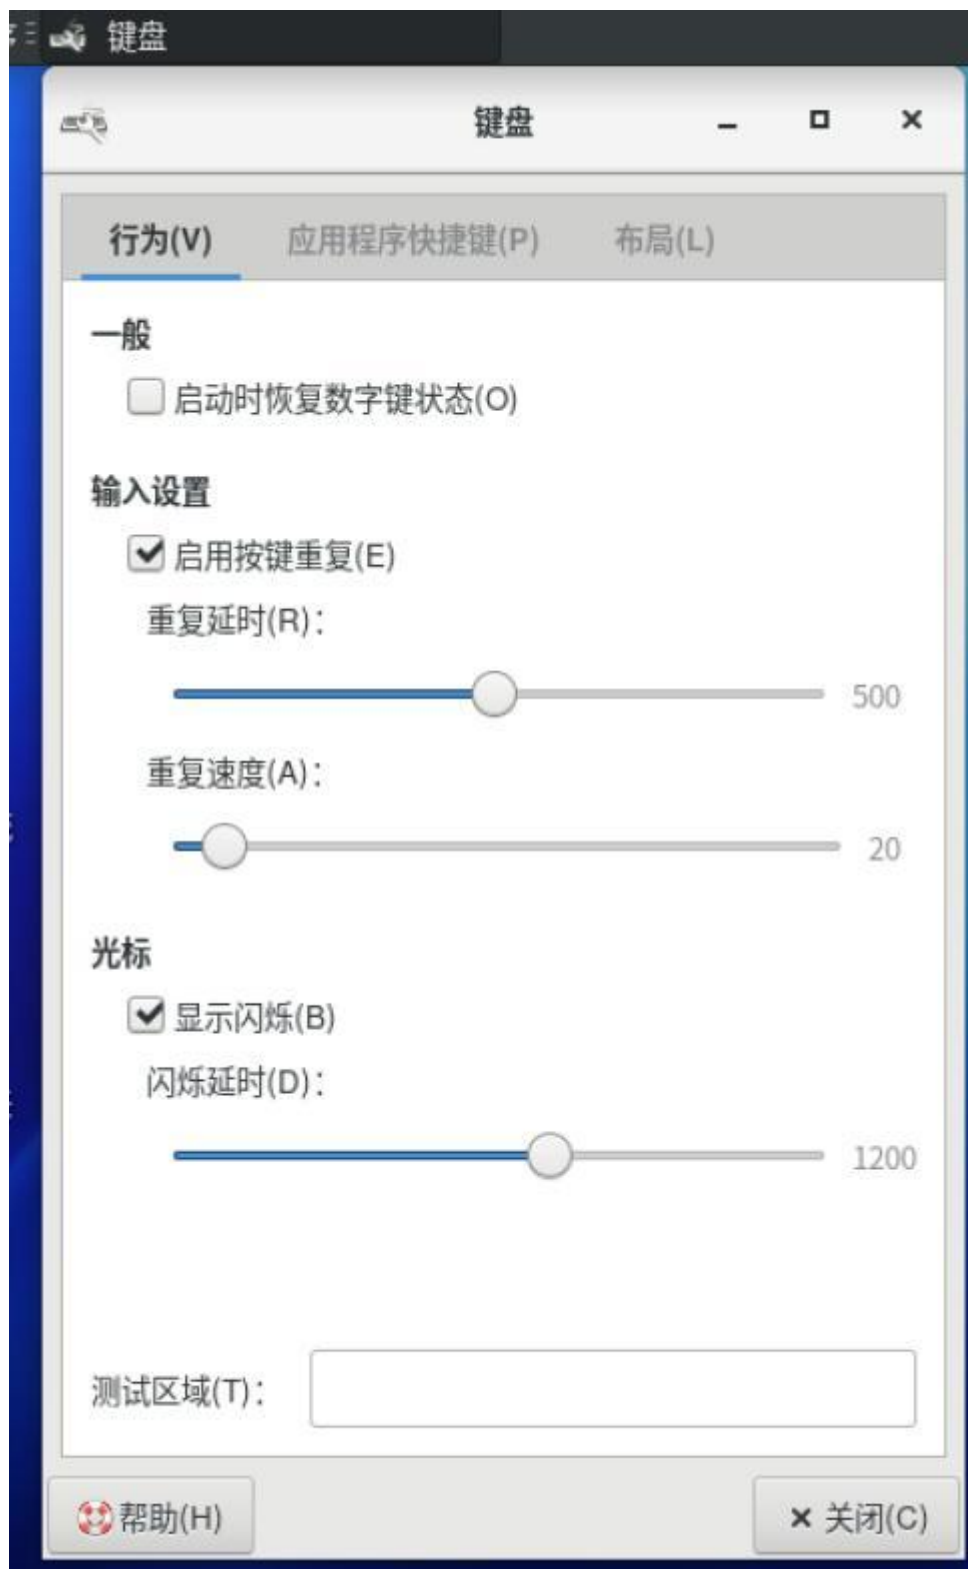 键盘
键盘
行为(V) 应用程序快捷键(P) 布局(L)
一般
启动时恢复数字键状态(O)
输入设置
启用按键重复(E)
重复延时(R)：
500
重复速度(A)：
20
光标
显示闪烁(B)
闪烁延时(D)：
1200
测试区域(T)：
帮助(H) 关闭(C)